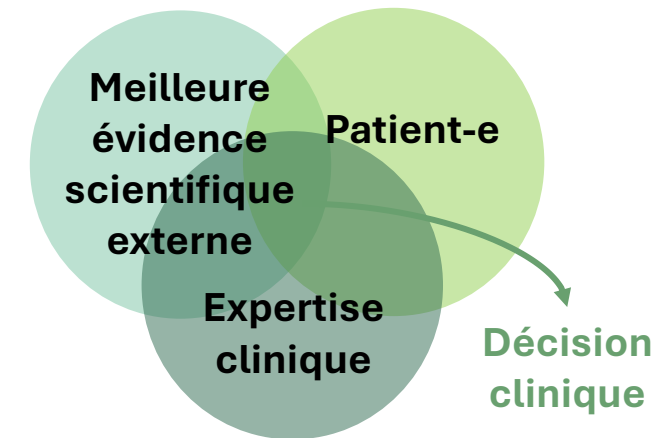 Meilleure
évidence
scientifique
externe
Patient-e
Expertise
clinique
Décision
clinique